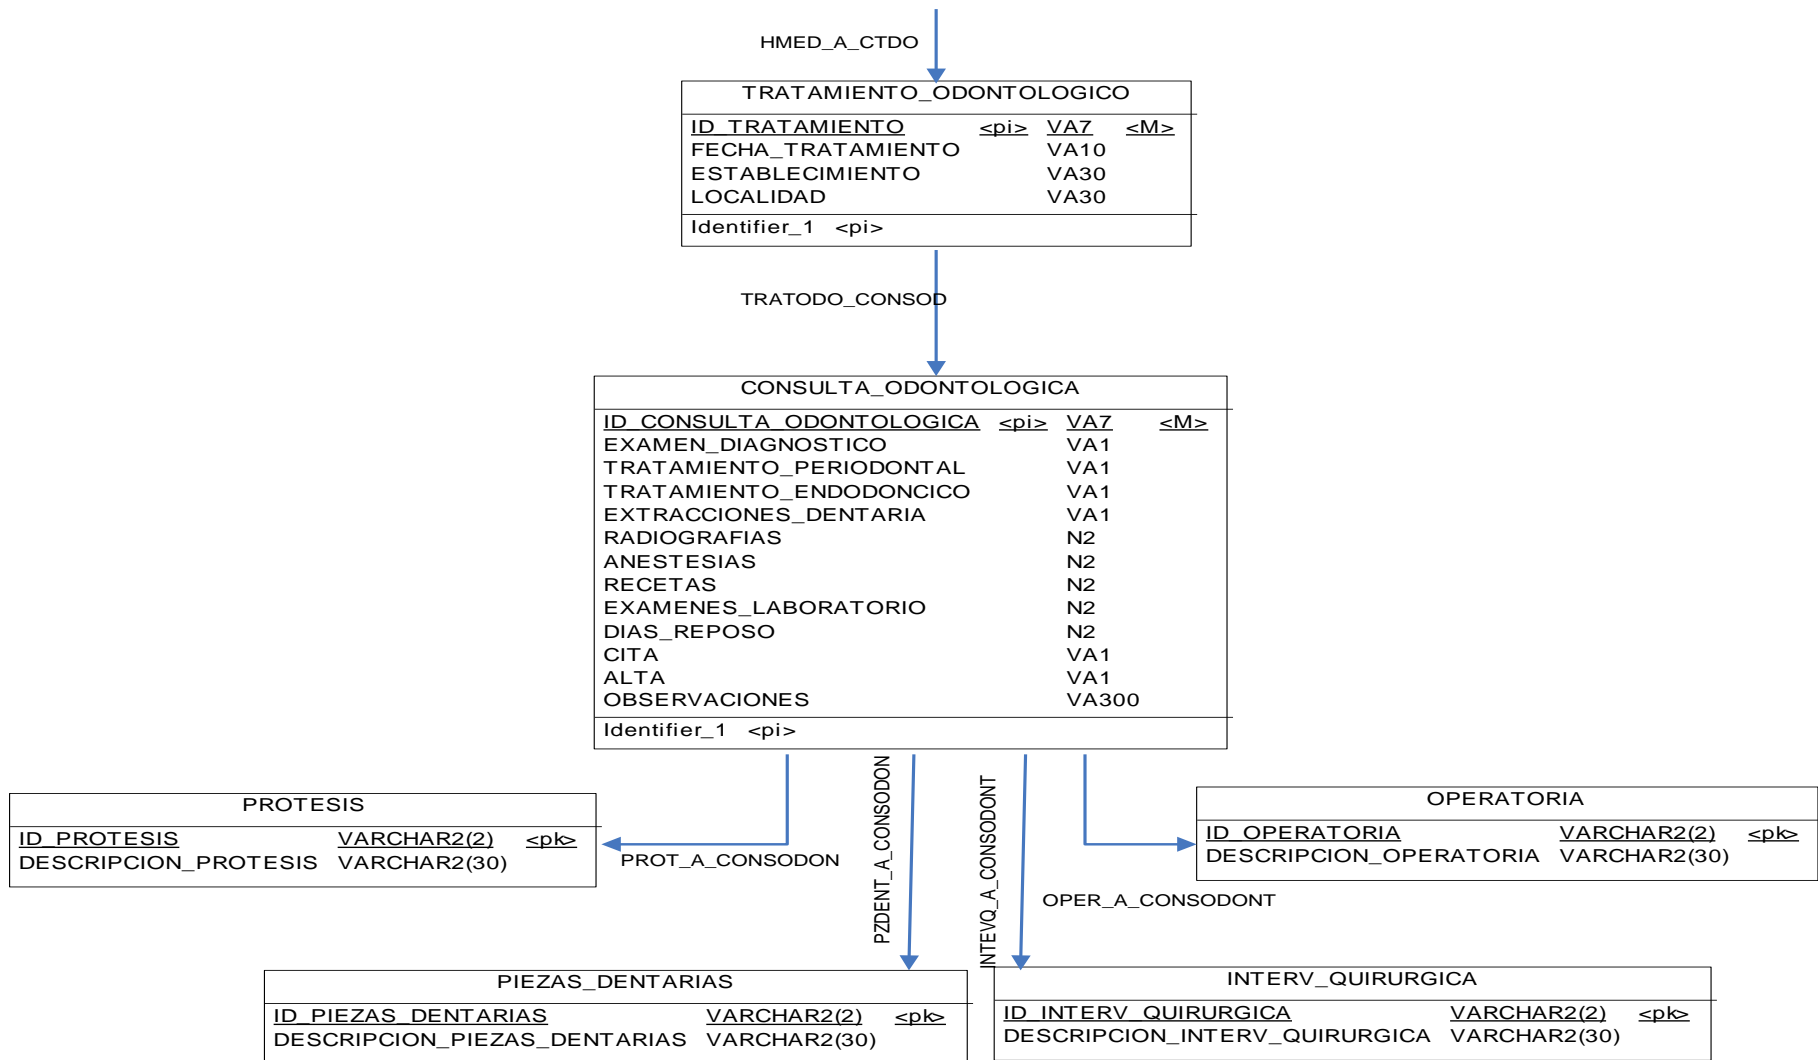 HMED_A_CTDO
TRATAMIENTO_ODONTOLOGICO
ID_TRATAMIENTO <pi> VA7 <M>
FECHA_TRATAMIENTO VA10
ESTABLECIMIENTO VA30
LOCALIDAD VA30
Identifier_1 <pi>
TRATODO_CONSOD
CONSULTA_ODONTOLOGICA
ID_CONSULTA_ODONTOLOGICA <pi> VA7 <M>
EXAMEN_DIAGNOSTICO VA1
TRATAMIENTO_PERIODONTAL VA1
TRATAMIENTO_ENDODONCICO VA1
EXTRACCIONES_DENTARIA VA1
RADIOGRAFIAS N2
ANESTESIAS N2
RECETAS N2
EXAMENES_LABORATORIO N2
DIAS_REPOSO N2
CITA VA1
ALTA VA1
OBSERVACIONES VA300
Identifier_1 <pi>
PROTESIS
ID_PROTESIS VARCHAR2(2) <pk>
DESCRIPCION_PROTESIS VARCHAR2(30)
PROT_A_CONSODON
PZDENT_A_CONSODON
INTEVQ_A_CONSODONT
OPER_A_CONSODONT
OPERATORIA
ID_OPERATORIA VARCHAR2(2) <pk>
DESCRIPCION_OPERATORIA VARCHAR2(30)
PIEZAS_DENTARIAS
ID_PIEZAS_DENTARIAS VARCHAR2(2) <pk>
DESCRIPCION_PIEZAS_DENTARIAS VARCHAR2(30)
INTERV_QUIRURGICA
ID_INTERV_QUIRURGICA VARCHAR2(2) <pk>
DESCRIPCION_INTERV_QUIRURGICA VARCHAR2(30)